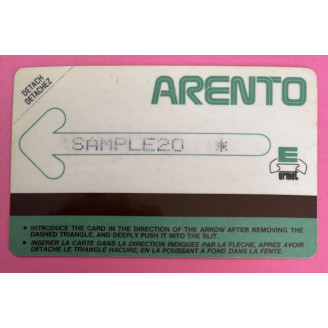 DETACH
DETACHEZ
ARENTO
SAMPLE20 *
E
urmet
• INTRODUCE THE CARD IN THE DIRECTION OF THE ARROW AFTER REMOVING THE
DASHED TRIANGLE, AND DEEPLY PUSH IT INTO THE SLIT.
• INSERER LA CARTE DANS LA DIRECTION INDIQUEE PAR LA FLECHE, APRES AVOIR
DETACHE LE TRIANGLE HACURE, EN LA POUSSANT A FOND DANS LA FENTE.